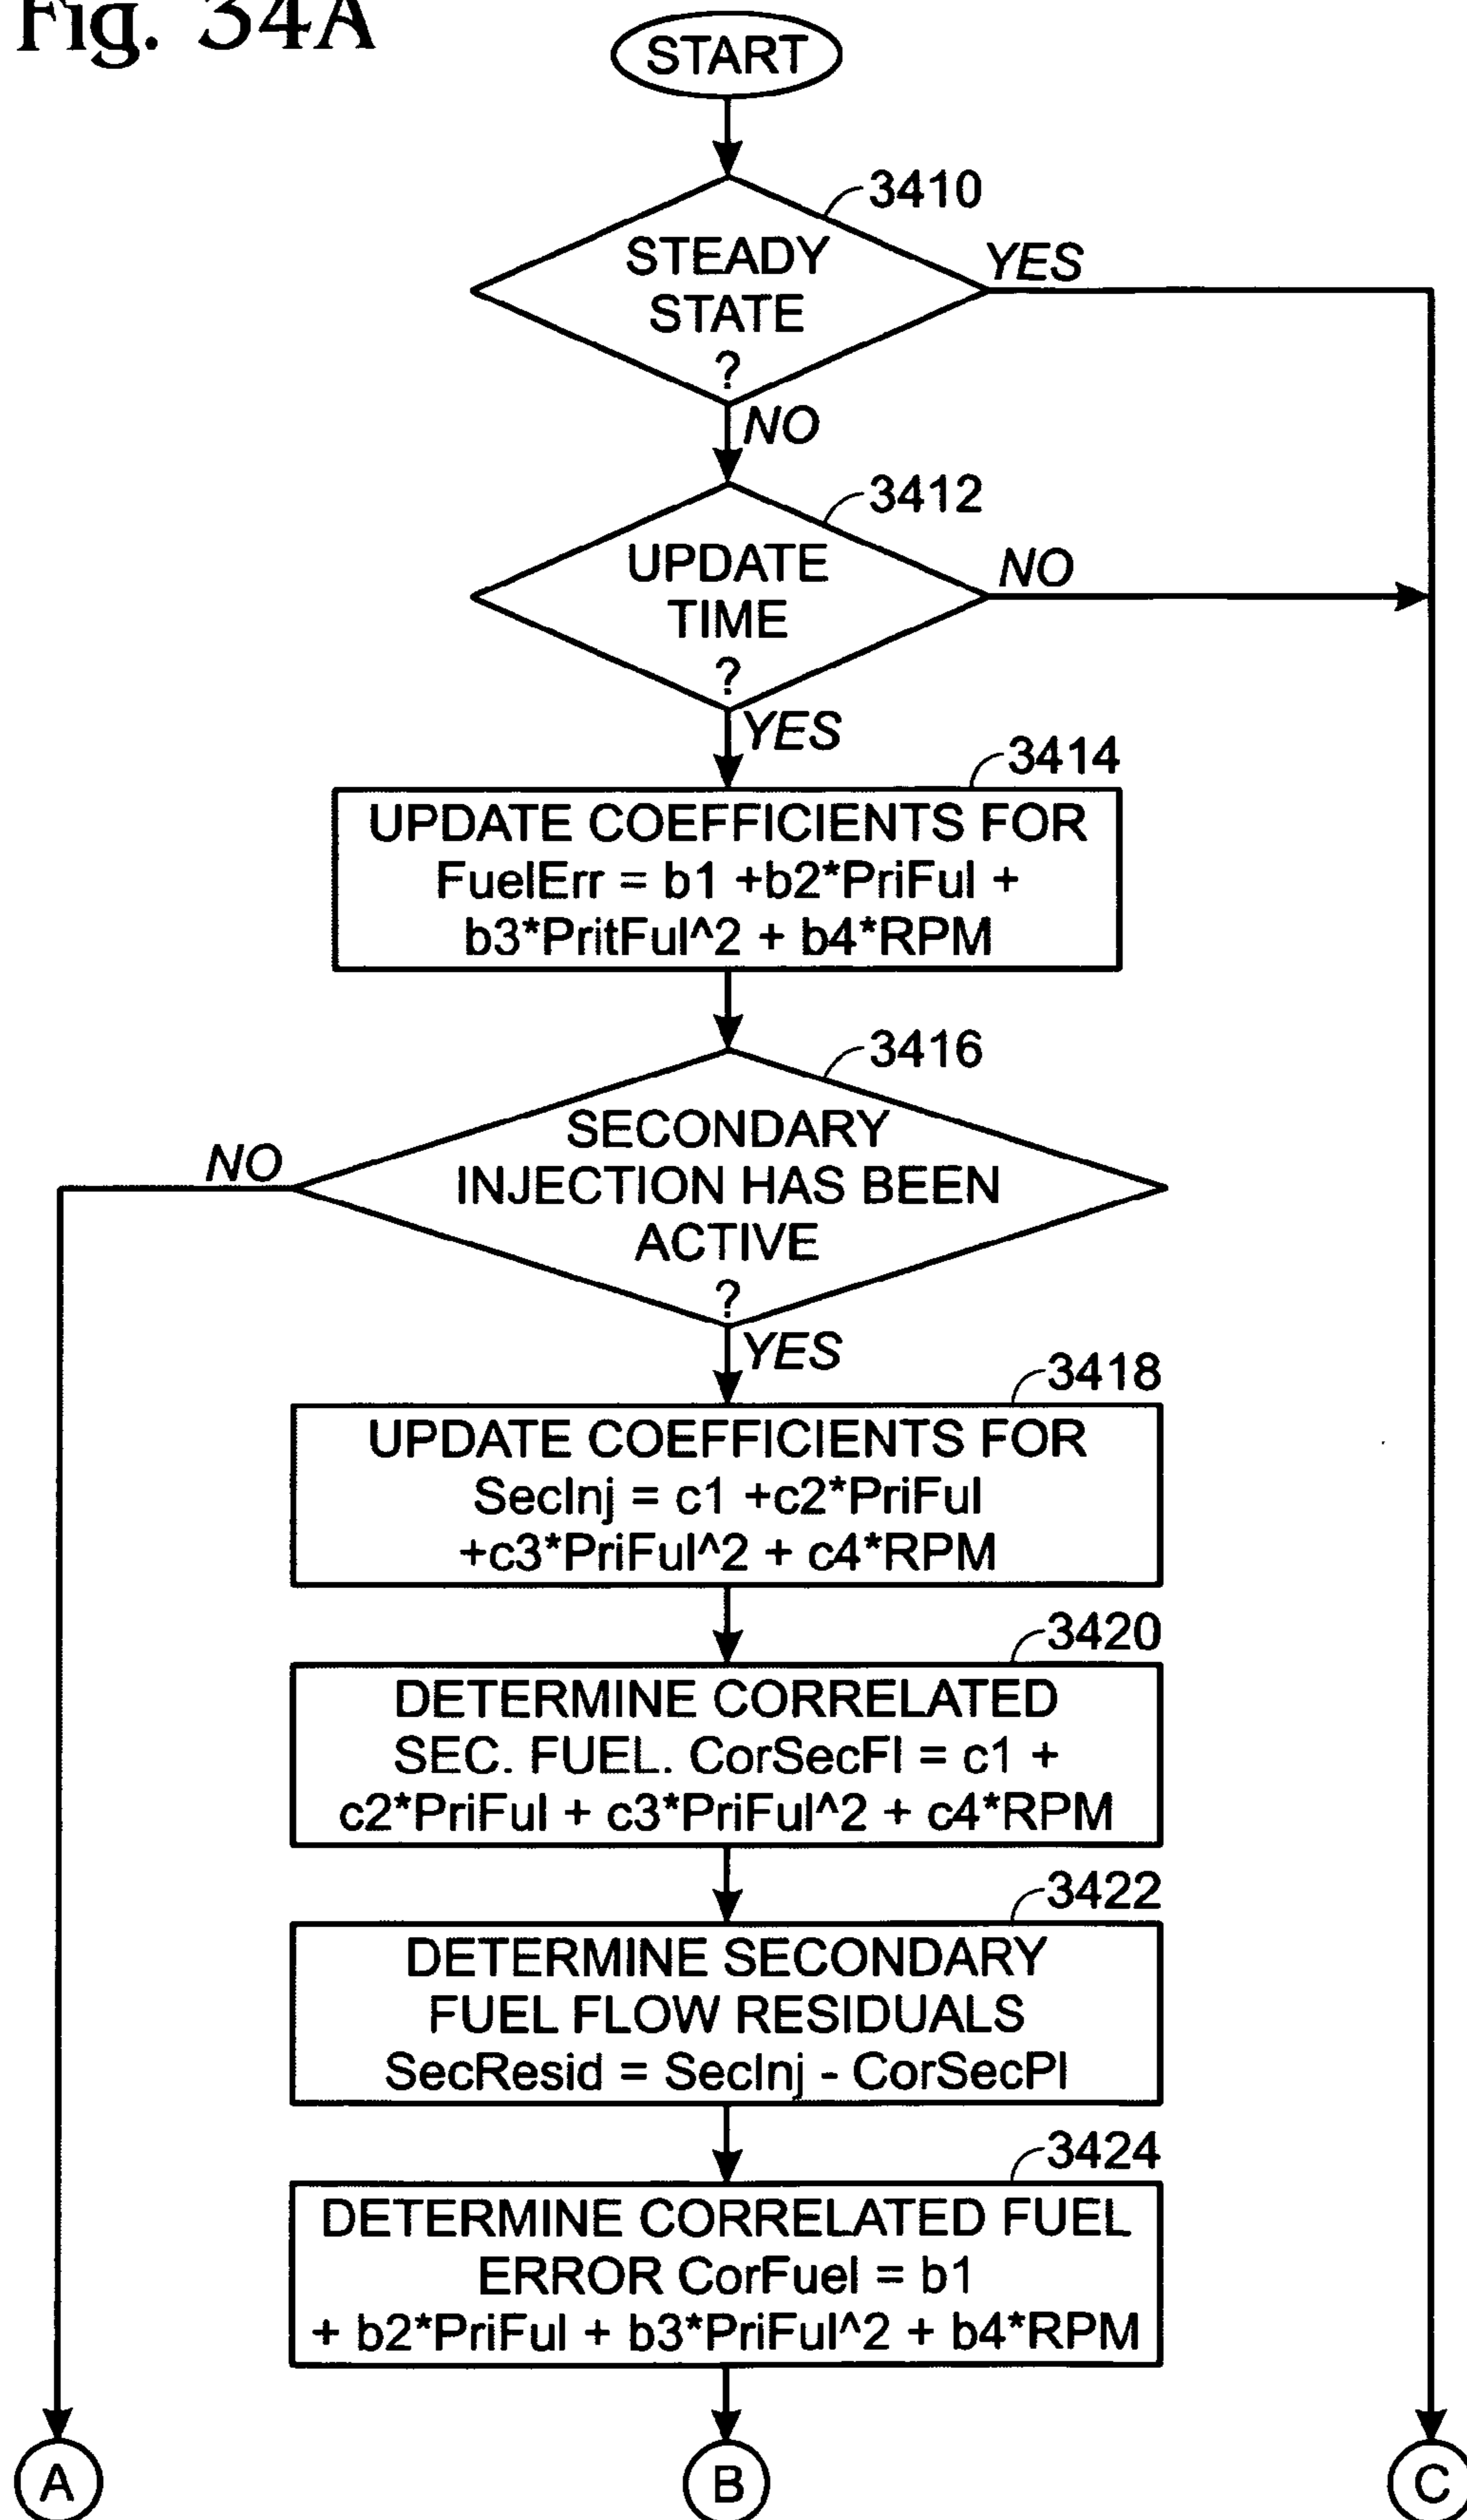 Fig. 34A
START
3410
STEADY
STATE
?
YES
NO
3412
UPDATE
TIME
?
NO
YES
3414
UPDATE COEFFICIENTS FOR
FuelErr = b1 +b2*PriFul +
b3*PritFul^2 + b4*RPM
3416
SECONDARY
INJECTION HAS BEEN
ACTIVE
?
NO
YES
3418
UPDATE COEFFICIENTS FOR
SecInj = c1 +c2*PriFul
+c3*PriFul^2 + c4*RPM
3420
DETERMINE CORRELATED
SEC. FUEL. CorSecFl = c1 +
c2*PriFul + c3*PriFul^2 + c4*RPM
3422
DETERMINE SECONDARY
FUEL FLOW RESIDUALS
SecResid = SecInj - CorSecPl
3424
DETERMINE CORRELATED FUEL
ERROR CorFuel = b1
+ b2*PriFul + b3*PriFul^2 + b4*RPM
A
B
C